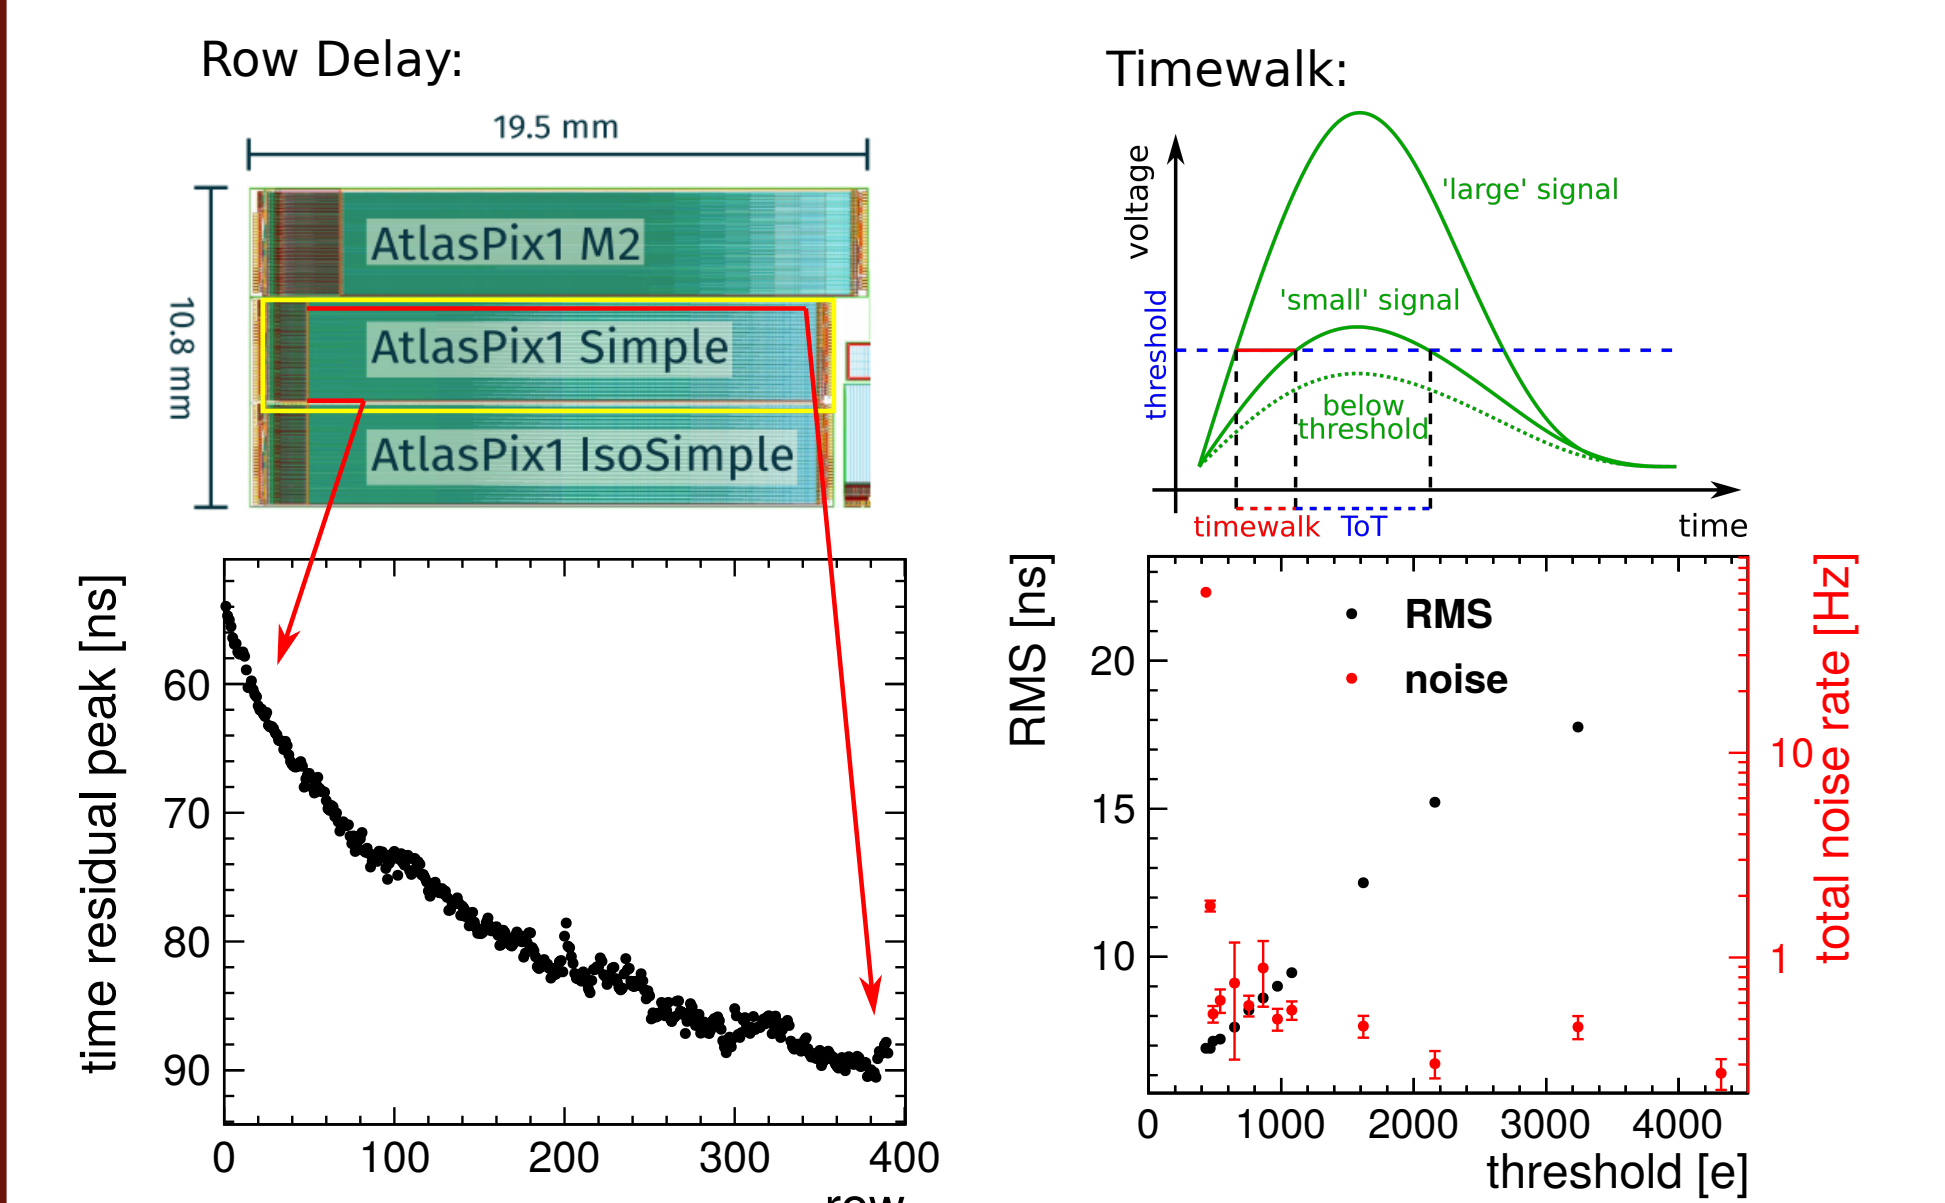 Row Delay:
19.5 mm
10.8 mm
AtlasPix1 M2
AtlasPix1 Simple
AtlasPix1 IsoSimple
time residual peak [ns]
60
70
80
90
0 100 200 300 400
row
Timewalk:
voltage
threshold
'large' signal
'small' signal
below
threshold
timewalk ToT
time
RMS [ns]
20
15
10
RMS
noise
total noise rate [Hz]
10
1
0 1000 2000 3000 4000
threshold [e]